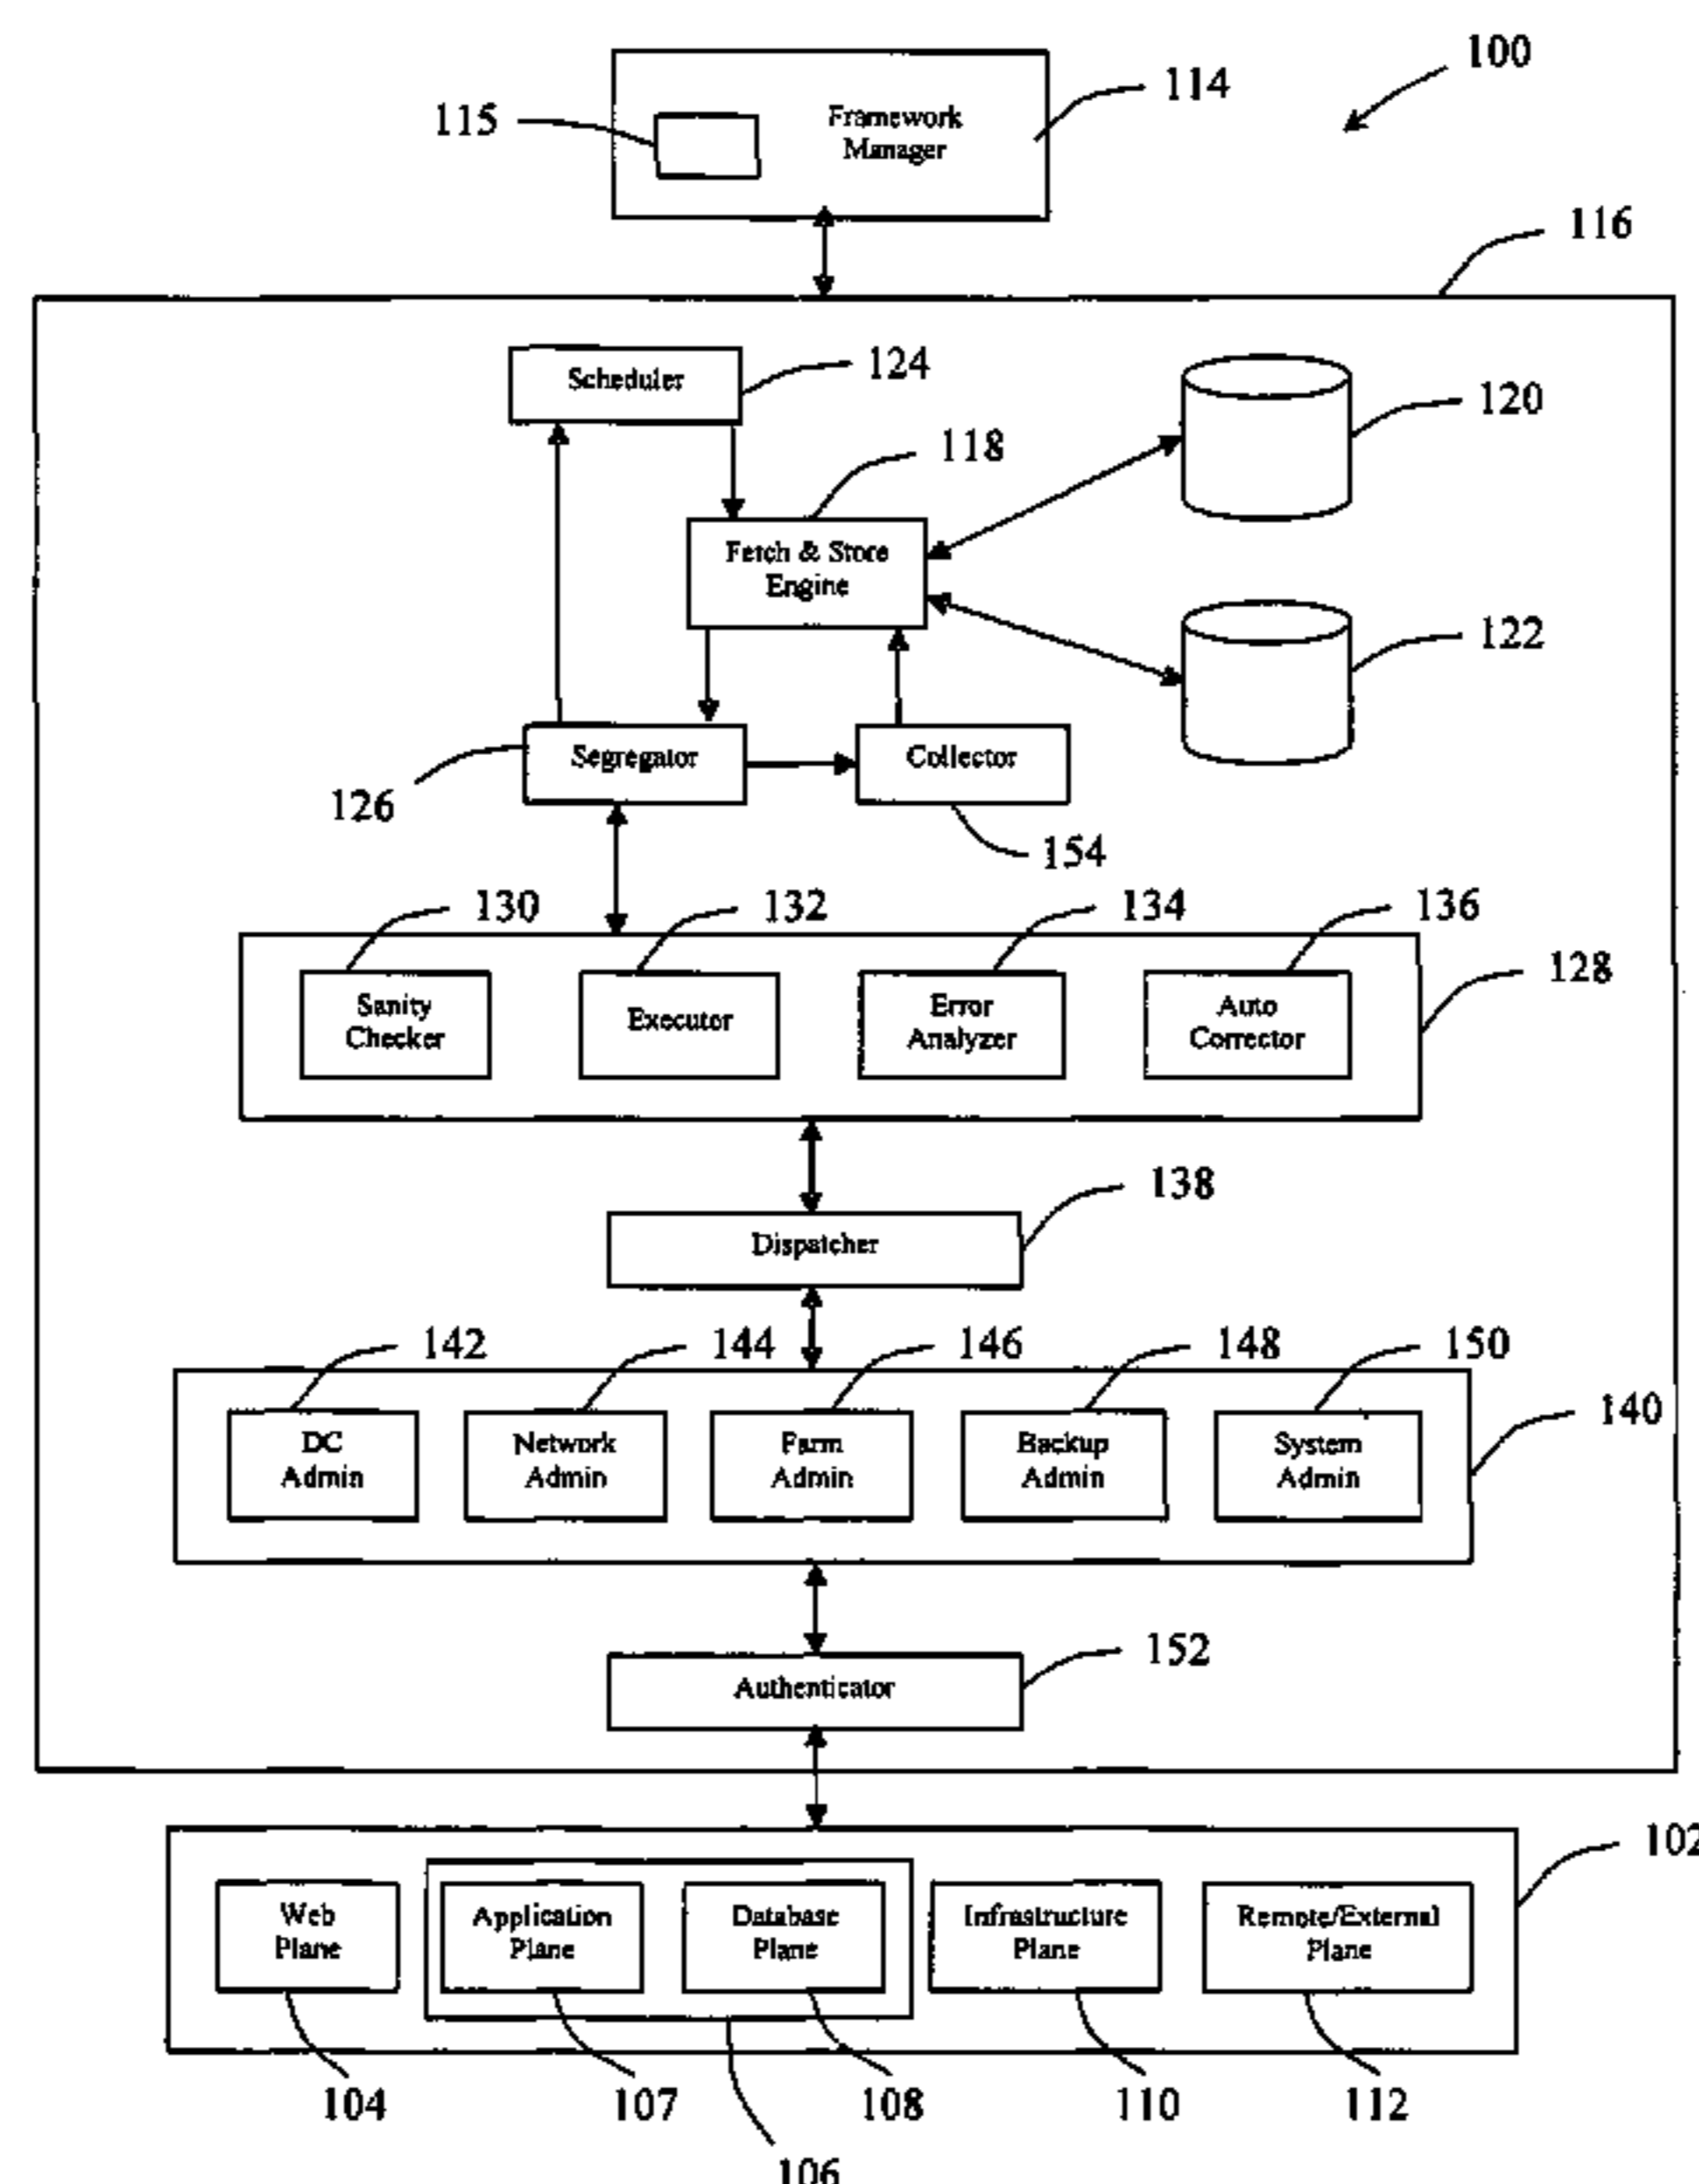 100
114
115
Framework
Manager
116
Scheduler
124
120
118
Fetch & Store
Engine
122
Segregator
Collector
126
154
130
132
134
136
128
Sanity
Checker
Executor
Error
Analyzer
Auto
Corrector
138
Dispatcher
142
144
146
148
150
140
DC
Admin
Network
Admin
Farm
Admin
Backup
Admin
System
Admin
152
Authenticator
102
Web
Plane
Application
Plane
Database
Plane
Infrastructure
Plane
Remote/External
Plane
104
107
108
110
112
106